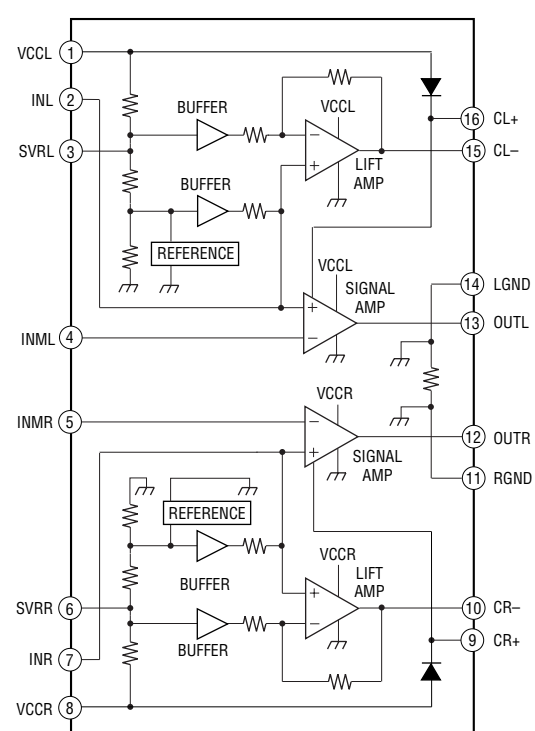 VCCL 1
INL 2
SVRL 3
BUFFER
VCCL
LIFT
AMP
16 CL+
15 CL–
BUFFER
REFERENCE
VCCL
SIGNAL
AMP
14 LGND
13 OUTL
INML 4
INMR 5
VCCR
SIGNAL
AMP
12 OUTR
11 RGND
REFERENCE
BUFFER
VCCR
LIFT
AMP
SVRR 6
BUFFER
10 CR–
9 CR+
INR 7
VCCR 8
+
–